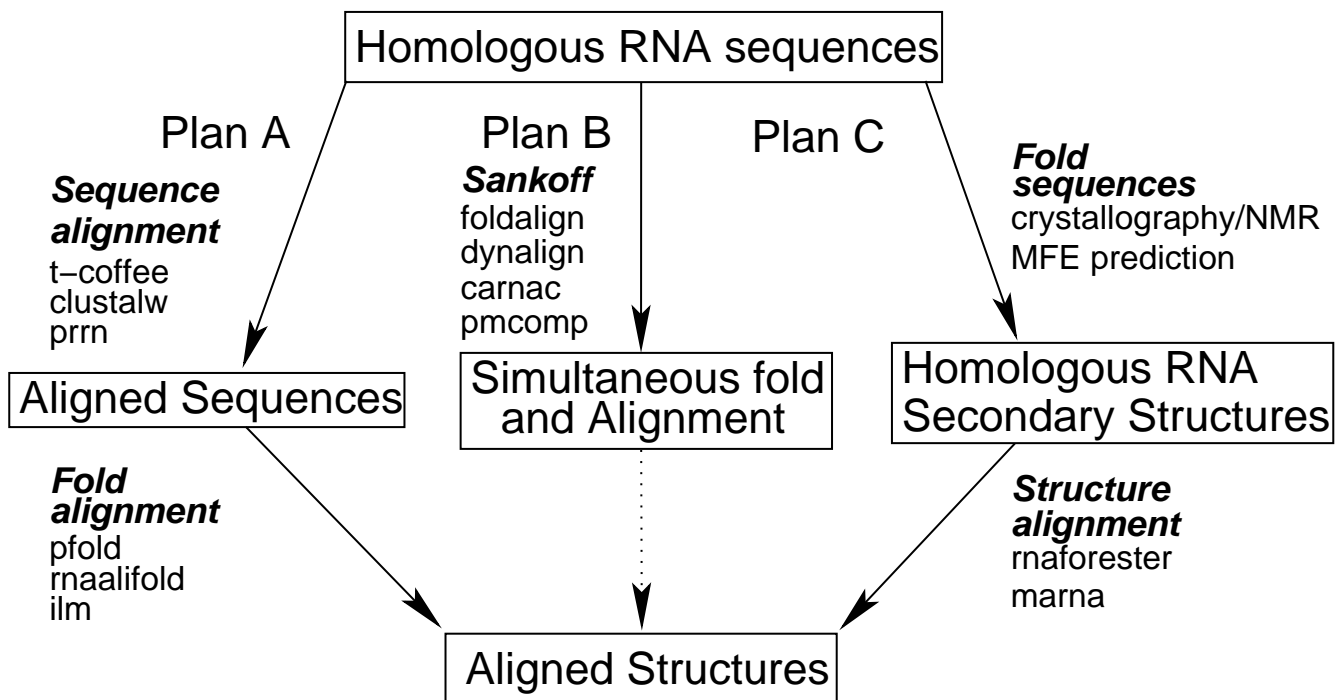 Homologous RNA sequences
Plan A
Sequence
alignment
t−coffee
clustalw
prrn
Aligned Sequences
Fold
alignment
pfold
rnaalifold
ilm
Plan B
Sankoff
foldalign
dynalign
carnac
pmcomp
Simultaneous fold
and Alignment
Plan C
Fold
sequences
crystallography/NMR
MFE prediction
Homologous RNA
Secondary Structures
Structure
alignment
rnaforester
marna
Aligned Structures